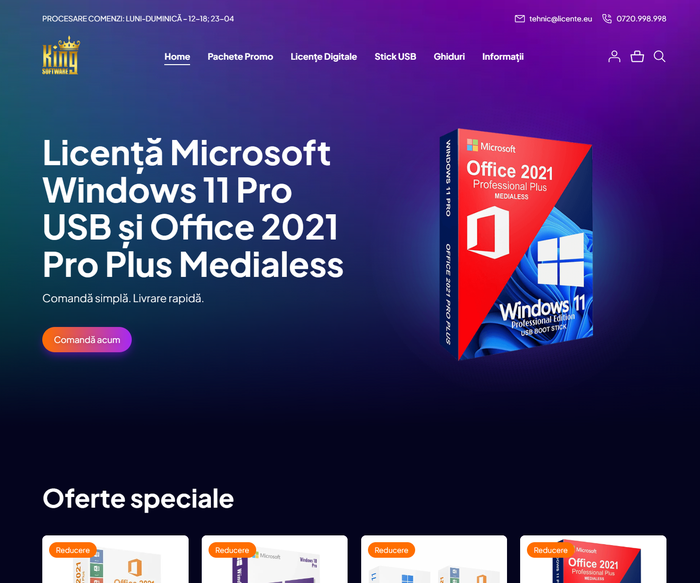 PROCESARE COMENZI: LUNI-DUMINICĂ – 12–18; 23–04
tehnic@licente.eu
0720.998.998
King
SOFTWARE
Home
Pachete Promo
Licențe Digitale
Stick USB
Ghiduri
Informații
Licență Microsoft
Windows 11 Pro
USB și Office 2021
Pro Plus Medialess
Comandă simplă. Livrare rapidă.
Comandă acum
WINDOWS 11 PRO
OFFICE 2021 PRO PLUS
Microsoft
Office 2021
Professional Plus
MEDIALESS
Windows 11
Professional Edition
USB BOOT STICK
Oferte speciale
Reducere
Reducere
Reducere
Reducere
Microsoft
Office 2021
Professional Plus
MEDIALESS